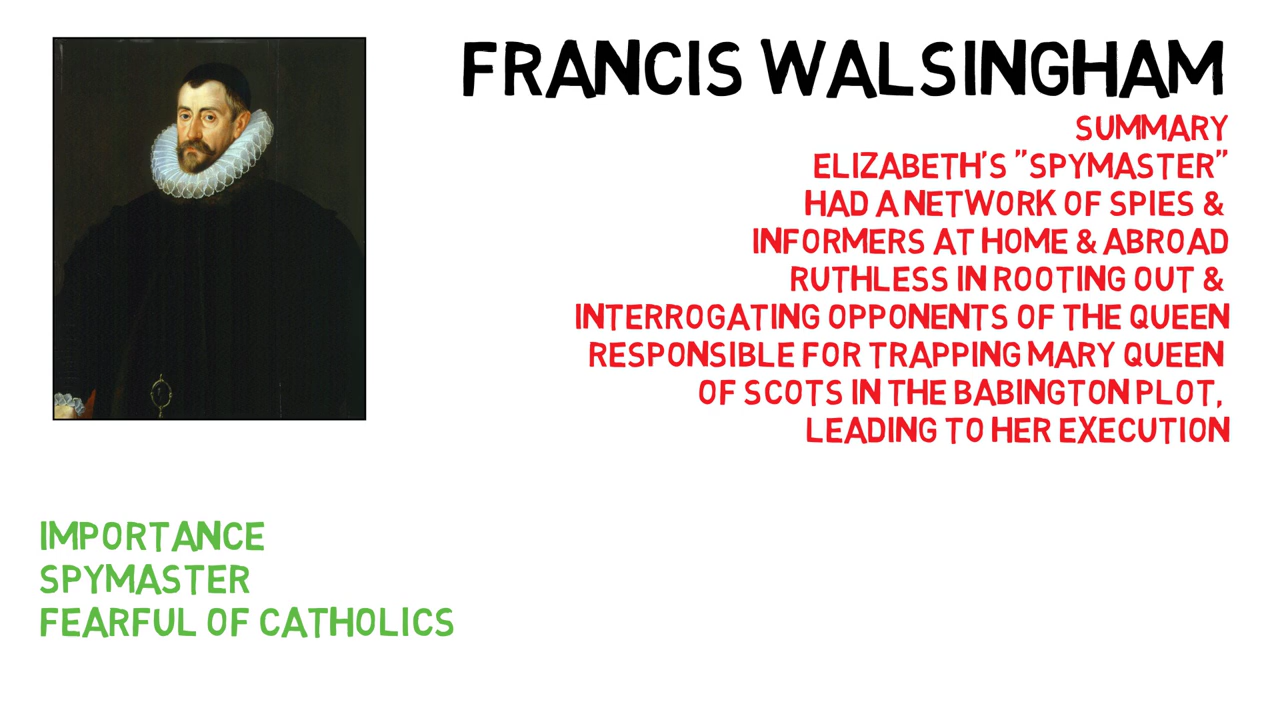 FRANCIS WALSINGHAM
SUMMARY
ELIZABETH'S "SPYMASTER"
HAD A NETWORK OF SPIES &
INFORMERS AT HOME & ABROAD
RUTHLESS IN ROOTING OUT &
INTERROGATING OPPONENTS OF THE QUEEN
RESPONSIBLE FOR TRAPPING MARY QUEEN
OF SCOTS IN THE BABINGTON PLOT,
LEADING TO HER EXECUTION
IMPORTANCE
SPYMASTER
FEARFUL OF CATHOLICS